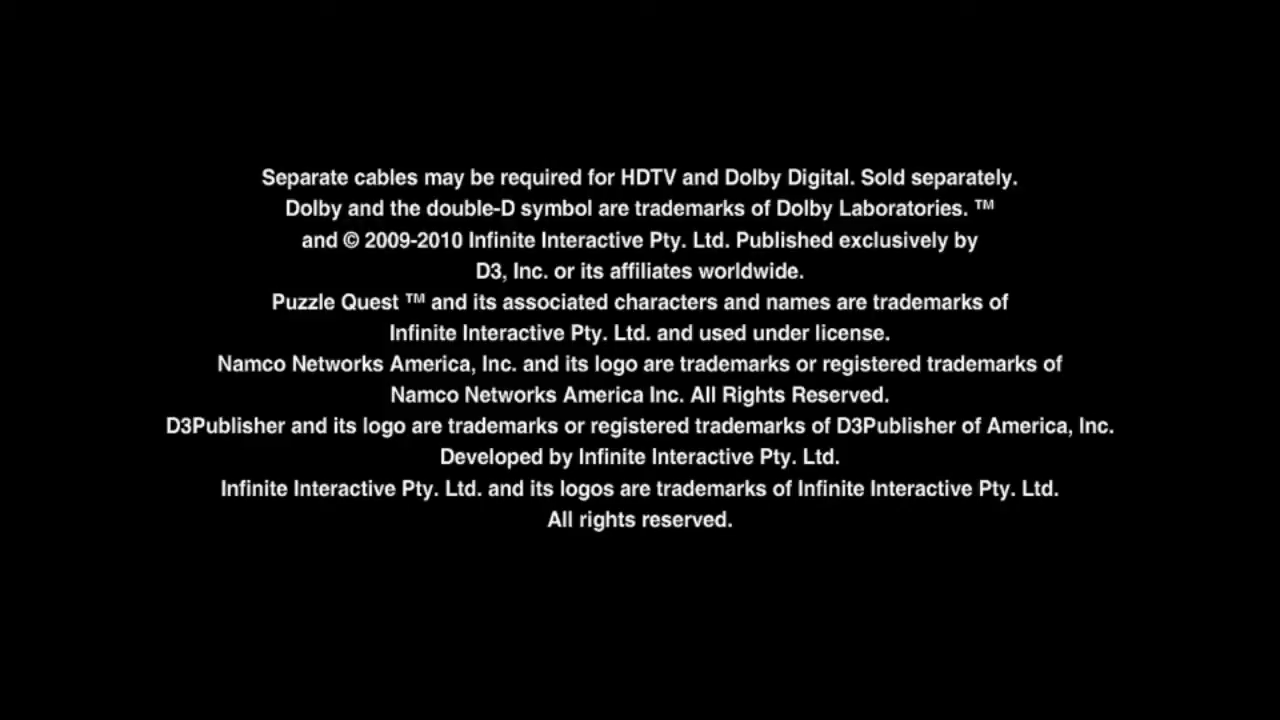 Separate cables may be required for HDTV and Dolby Digital. Sold separately.
Dolby and the double-D symbol are trademarks of Dolby Laboratories. ™
and © 2009-2010 Infinite Interactive Pty. Ltd. Published exclusively by
D3, Inc. or its affiliates worldwide.
Puzzle Quest ™ and its associated characters and names are trademarks of
Infinite Interactive Pty. Ltd. and used under license.
Namco Networks America, Inc. and its logo are trademarks or registered trademarks of
Namco Networks America Inc. All Rights Reserved.
D3Publisher and its logo are trademarks or registered trademarks of D3Publisher of America, Inc.
Developed by Infinite Interactive Pty. Ltd.
Infinite Interactive Pty. Ltd. and its logos are trademarks of Infinite Interactive Pty. Ltd.
All rights reserved.